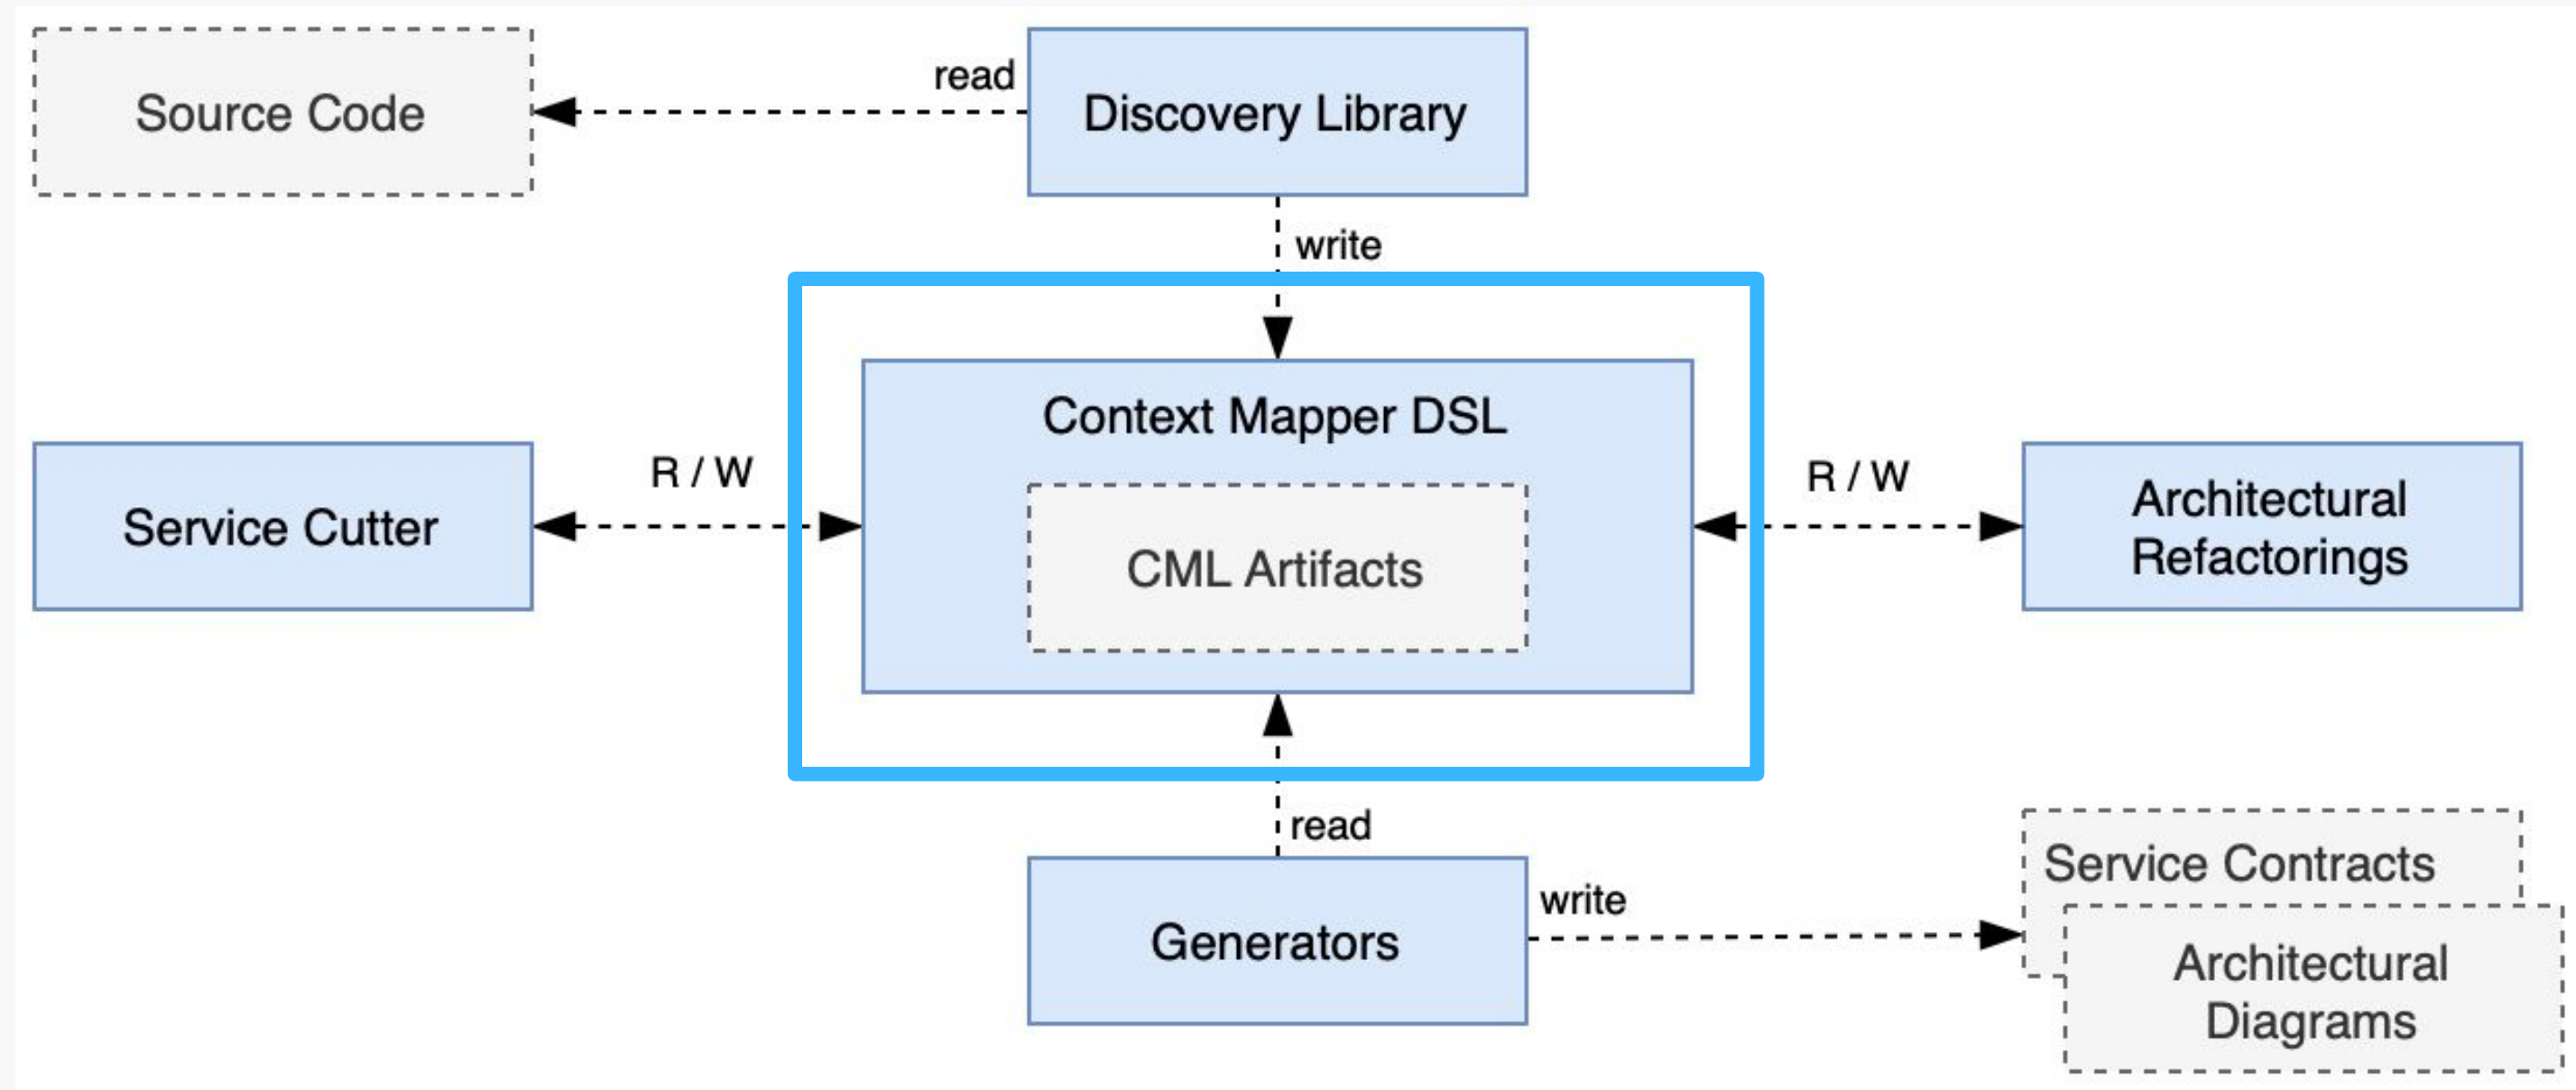 Source Code
read
Discovery Library
write
Context Mapper DSL
Service Cutter
R / W
CML Artifacts
R / W
Architectural
Refactorings
read
Generators
write
Service Contracts
Architectural
Diagrams